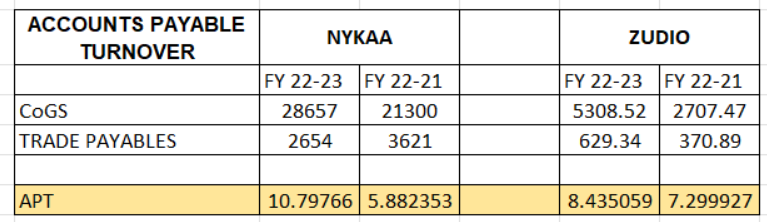 ACCOUNTS PAYABLE TURNOVER NYKAA ZUDIO
FY 22-23 FY 22-21 FY 22-23 FY 22-21
CoGS 28657 21300 5308.52 2707.47
TRADE PAYABLES 2654 3621 629.34 370.89
APT 10.79766 5.882353 8.435059 7.299927